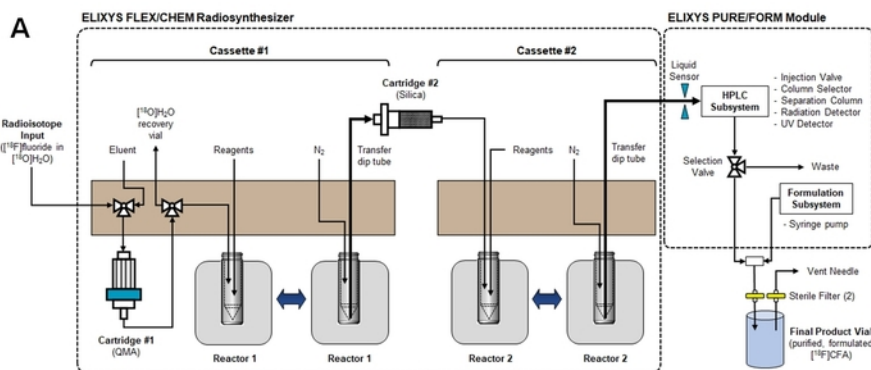 A
ELIXYS FLEX/CHEM Radiosynthesizer
ELIXYS PURE/FORM Module
Cassette #1
Cassette #2
Cartridge #2
(Silica)
Liquid
Sensor
HPLC
Subsystem
- Injection Valve
- Column Selector
- Separation Column
- Radiation Detector
- UV Detector
Radioisotope
Input
([¹⁸F]fluoride in
[¹⁸O]H₂O)
[¹⁸O]H₂O
recovery
vial
Eluent
Reagents
N₂
Transfer
dip tube
Reagents
N₂
Transfer
dip tube
Selection
Valve
Waste
Formulation
Subsystem
- Syringe pump
Vent Needle
Sterile Filter (2)
Cartridge #1
(QMA)
Reactor 1
Reactor 1
Reactor 2
Reactor 2
Final Product Vial
(purified, formulated
[¹⁸F]CFA)